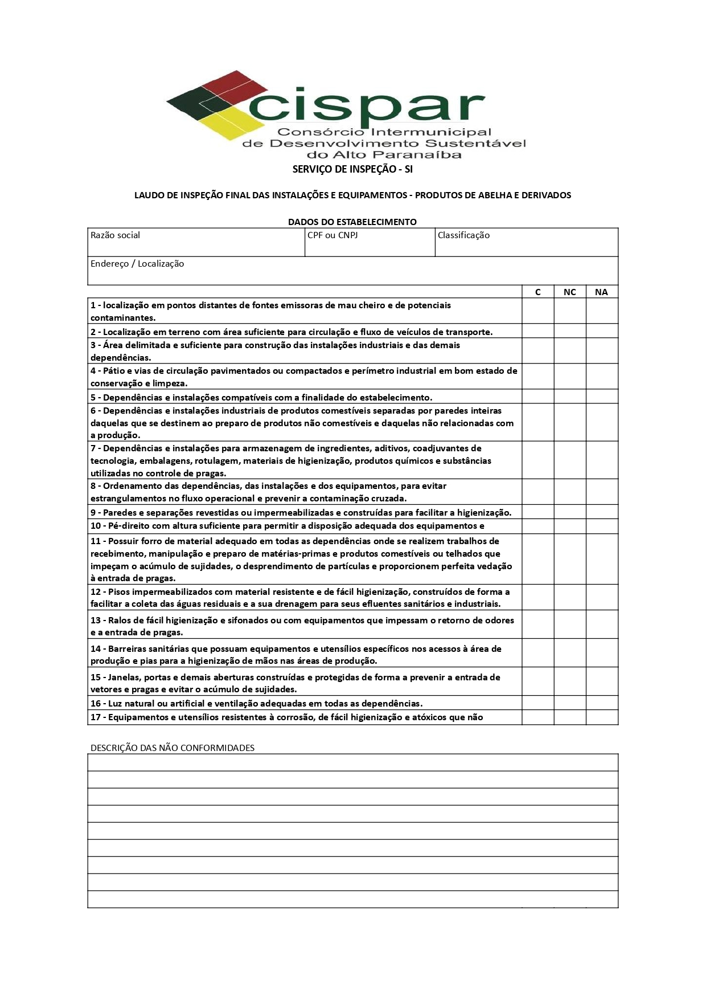 cispar
Consórcio Intermunicipal
de Desenvolvimento Sustentável
do Alto Paranaíba
SERVIÇO DE INSPEÇÃO - SI
LAUDO DE INSPEÇÃO FINAL DAS INSTALAÇÕES E EQUIPAMENTOS - PRODUTOS DE ABELHA E DERIVADOS
DADOS DO ESTABELECIMENTO
Razão social CPF ou CNPJ Classificação
Endereço / Localização
C NC NA
1 - localização em pontos distantes de fontes emissoras de mau cheiro e de potenciais
contaminantes.
2 - Localização em terreno com área suficiente para circulação e fluxo de veículos de transporte.
3 - Área delimitada e suficiente para construção das instalações industriais e das demais
dependências.
4 - Pátio e vias de circulação pavimentados ou compactados e perímetro industrial em bom estado de
conservação e limpeza.
5 - Dependências e instalações compatíveis com a finalidade do estabelecimento.
6 - Dependências e instalações industriais de produtos comestíveis separadas por paredes inteiras
daquelas que se destinem ao preparo de produtos não comestíveis e daquelas não relacionadas com
a produção.
7 - Dependências e instalações para armazenagem de ingredientes, aditivos, coadjuvantes de
tecnologia, embalagens, rotulagem, materiais de higienização, produtos químicos e substâncias
utilizadas no controle de pragas.
8 - Ordenamento das dependências, das instalações e dos equipamentos, para evitar
estrangulamentos no fluxo operacional e prevenir a contaminação cruzada.
9 - Paredes e separações revestidas ou impermeabilizadas e construídas para facilitar a higienização.
10 - Pé-direito com altura suficiente para permitir a disposição adequada dos equipamentos e
11 - Possuir forro de material adequado em todas as dependências onde se realizem trabalhos de
recebimento, manipulação e preparo de matérias-primas e produtos comestíveis ou telhados que
impeçam o acúmulo de sujidades, o desprendimento de partículas e proporcionem perfeita vedação
à entrada de pragas.
12 - Pisos impermeabilizados com material resistente e de fácil higienização, construídos de forma a
facilitar a coleta das águas residuais e a sua drenagem para seus efluentes sanitários e industriais.
13 - Ralos de fácil higienização e sifonados ou com equipamentos que impessam o retorno de odores
e a entrada de pragas.
14 - Barreiras sanitárias que possuam equipamentos e utensílios específicos nos acessos à área de
produção e pias para a higienização de mãos nas áreas de produção.
15 - Janelas, portas e demais aberturas construídas e protegidas de forma a prevenir a entrada de
vetores e pragas e evitar o acúmulo de sujidades.
16 - Luz natural ou artificial e ventilação adequadas em todas as dependências.
17 - Equipamentos e utensílios resistentes à corrosão, de fácil higienização e atóxicos que não
DESCRIÇÃO DAS NÃO CONFORMIDADES